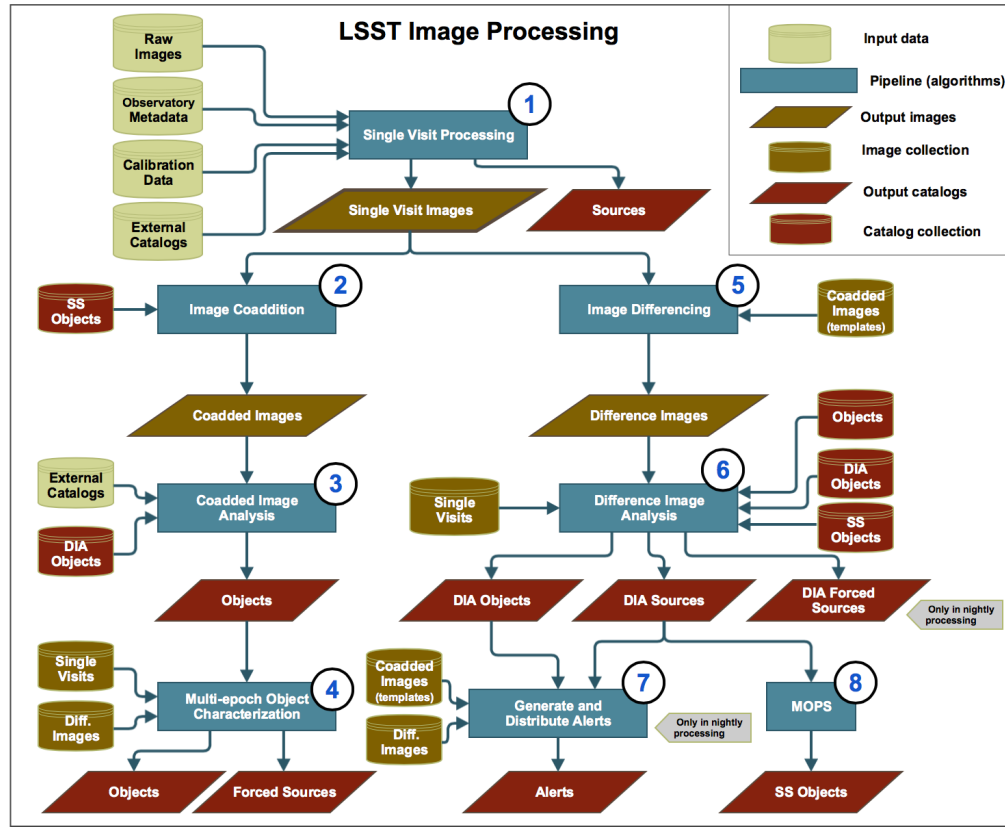 LSST Image Processing
Raw
Images
Observatory
Metadata
Calibration
Data
External
Catalogs
1
Single Visit Processing
Single Visit Images
Sources
Input data
Pipeline (algorithms)
Output images
Image collection
Output catalogs
Catalog collection
SS
Objects
2
Image Coaddition
5
Image Differencing
Coadded
Images
(templates)
Coadded Images
Difference Images
External
Catalogs
DIA
Objects
3
Coadded Image
Analysis
Single
Visits
6
Difference Image
Analysis
Objects
DIA
Objects
SS
Objects
Objects
DIA Objects
DIA Sources
DIA Forced
Sources
Only in nightly
processing
Single
Visits
Diff.
Images
4
Multi-epoch Object
Characterization
Coadded
Images
(templates)
Diff.
Images
7
Generate and
Distribute Alerts
Only in nightly
processing
8
MOPS
Objects
Forced Sources
Alerts
SS Objects